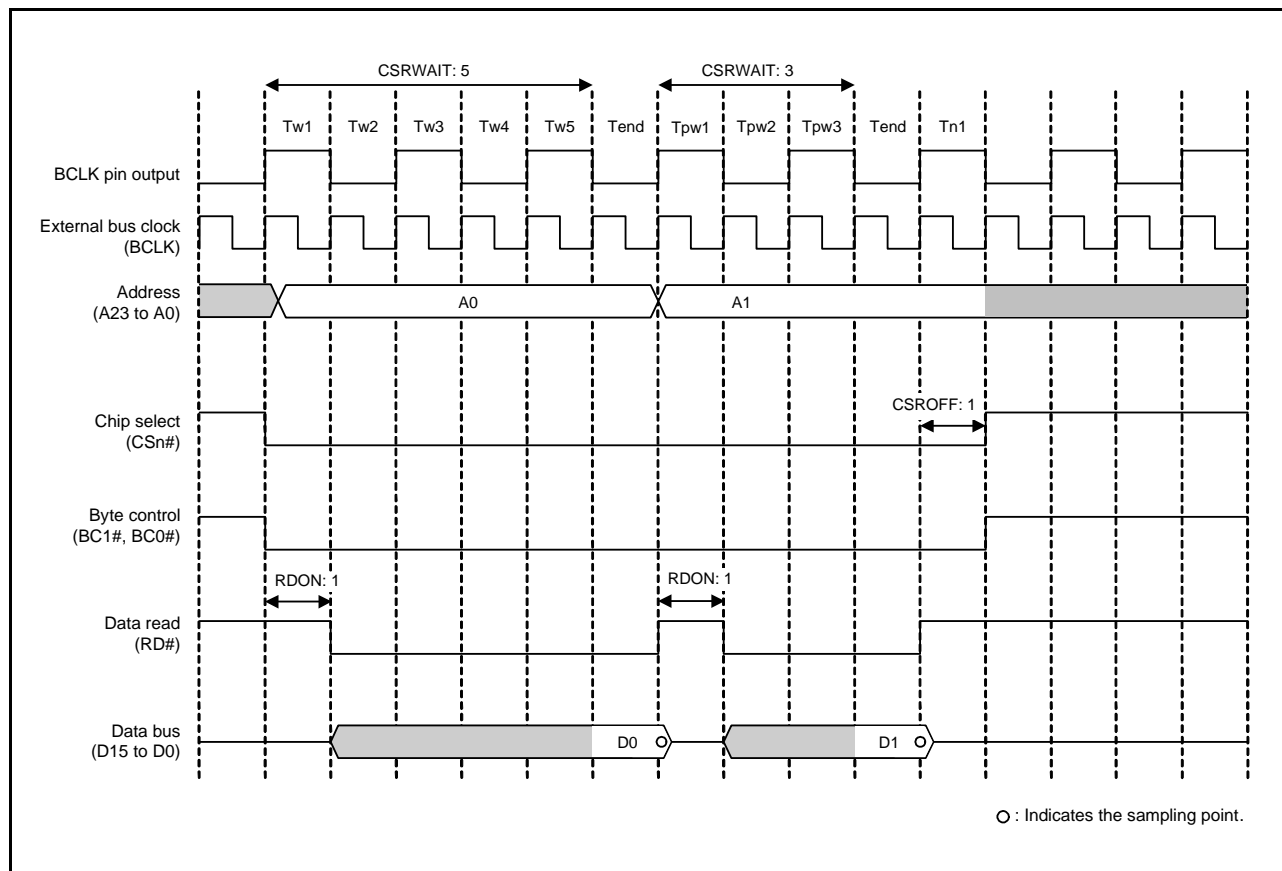 CSRWAIT: 5
CSRWAIT: 3
Tw1 Tw2 Tw3 Tw4 Tw5 Tend Tpw1 Tpw2 Tpw3 Tend Tn1
BCLK pin output
External bus clock
(BCLK)
Address
(A23 to A0)
A0
A1
Chip select
(CSn#)
CSROFF: 1
Byte control
(BC1#, BC0#)
RDON: 1
RDON: 1
Data read
(RD#)
Data bus
(D15 to D0)
D0
D1
: Indicates the sampling point.